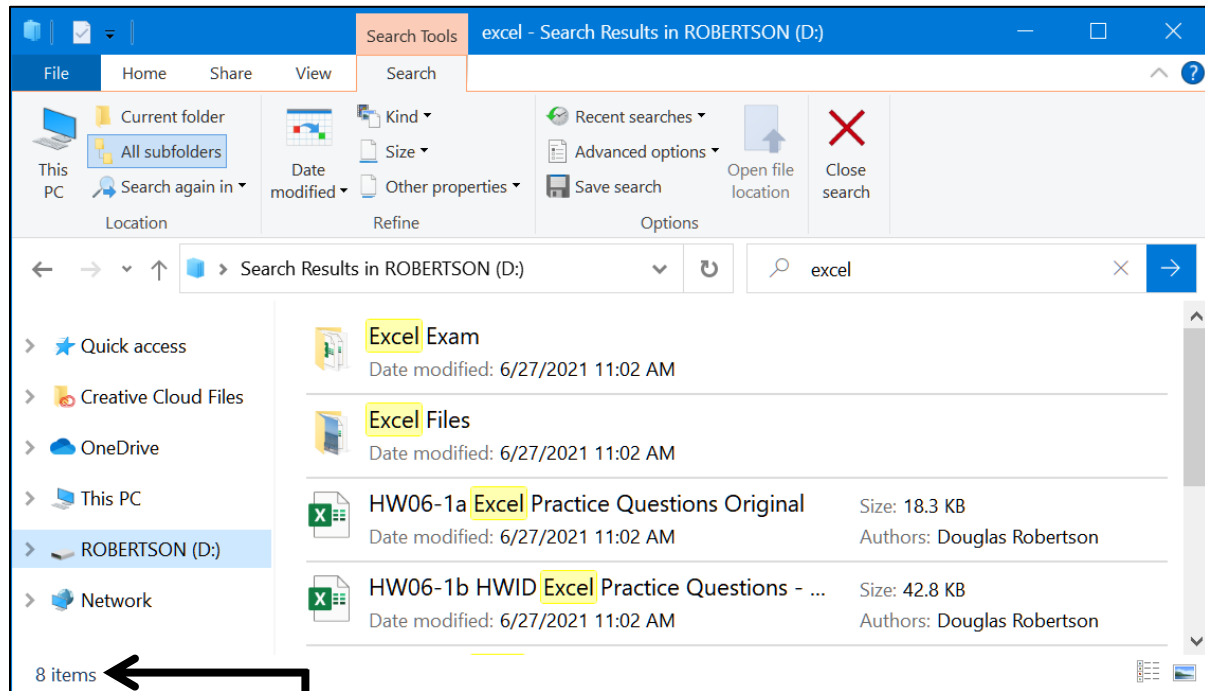 Search Tools excel - Search Results in ROBERTSON (D:)
File Home Share View Search
This PC
Current folder
All subfolders
Search again in
Location
Date modified
Kind
Size
Other properties
Refine
Recent searches
Advanced options
Save search
Open file location
Options
Close search
Search Results in ROBERTSON (D:)
excel
Quick access
Creative Cloud Files
OneDrive
This PC
ROBERTSON (D:)
Network
Excel Exam
Date modified: 6/27/2021 11:02 AM
Excel Files
Date modified: 6/27/2021 11:02 AM
HW06-1a Excel Practice Questions Original Size: 18.3 KB
Date modified: 6/27/2021 11:02 AM Authors: Douglas Robertson
HW06-1b HWID Excel Practice Questions - ... Size: 42.8 KB
Date modified: 6/27/2021 11:02 AM Authors: Douglas Robertson
8 items